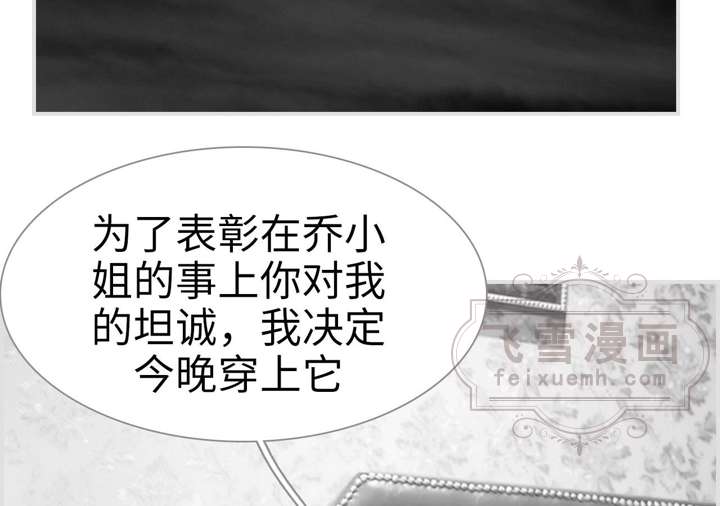 为了表彰在乔小
姐的事上你对我
的坦诚，我决定
今晚穿上它
飞雪漫画
feixuemh.com